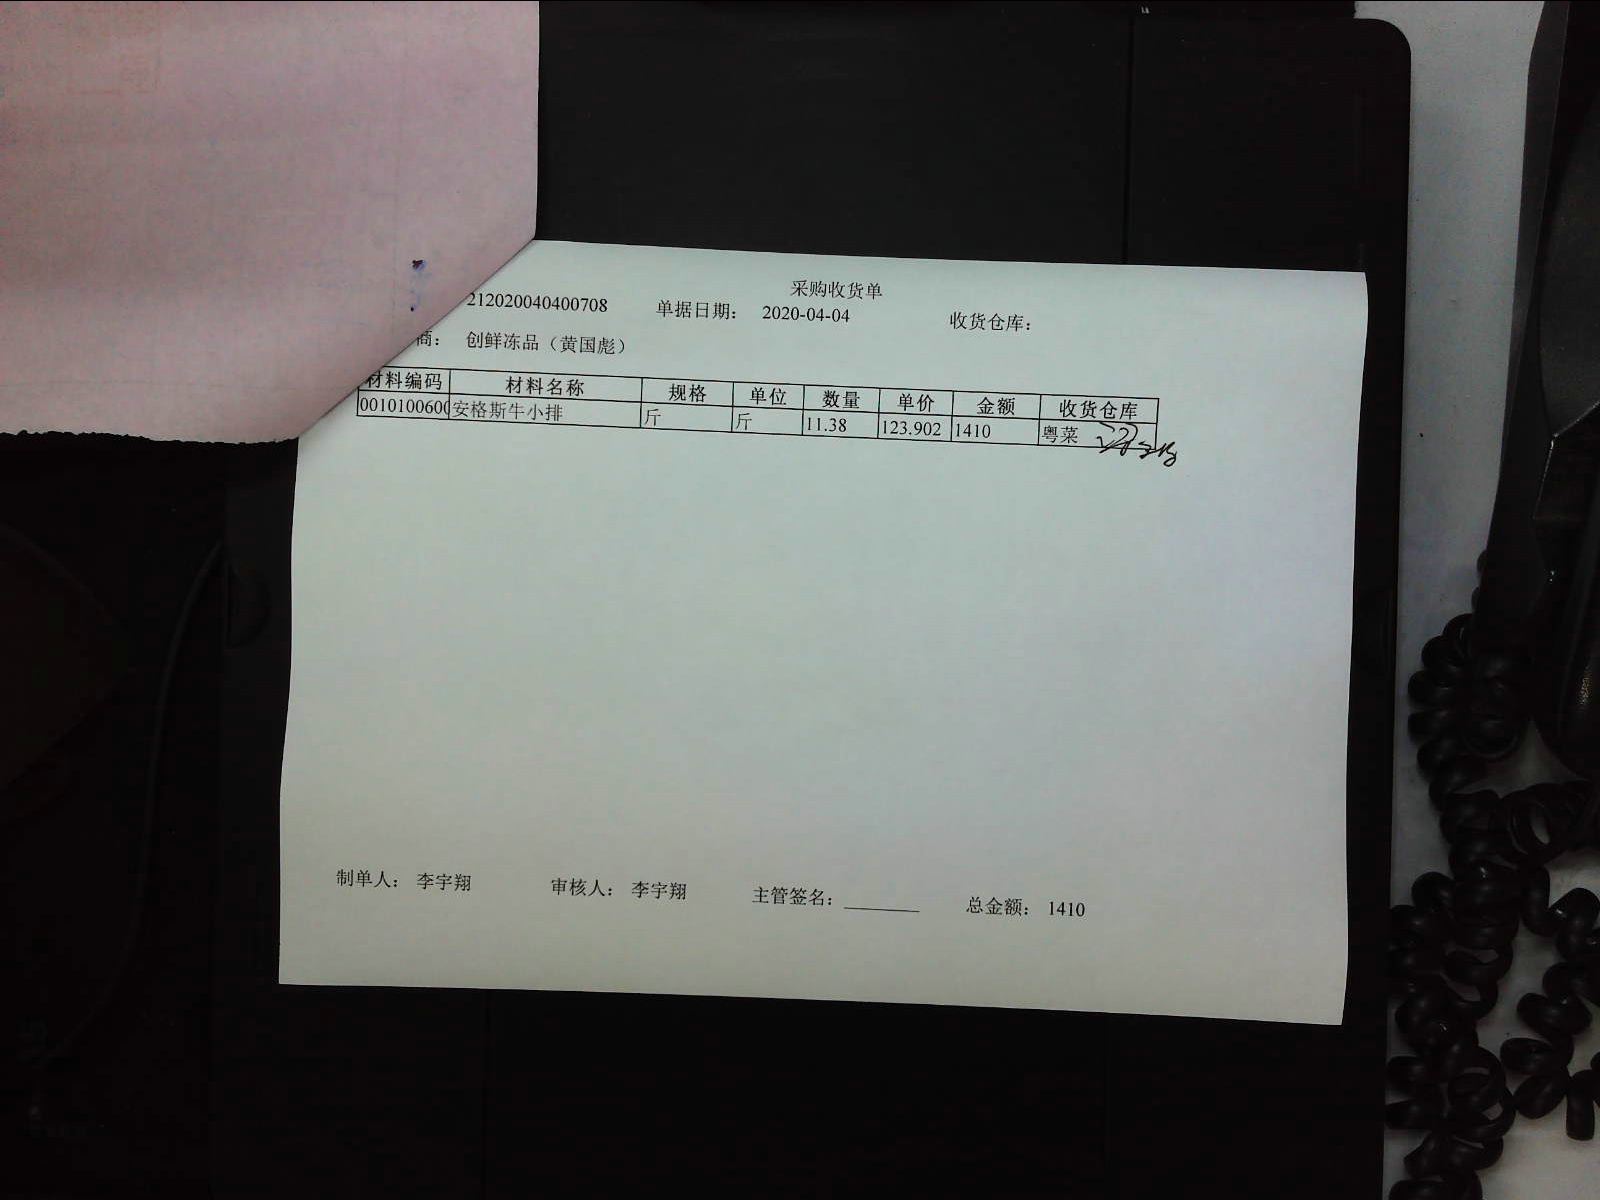 采购收货单
212020040400708 单据日期： 2020-04-04 收货仓库：
商： 创鲜冻品（黄国彪）
材料编码 材料名称 规格 单位 数量 单价 金额 收货仓库
0010100600 安格斯牛小排 斤 斤 11.38 123.902 1410 粤菜
制单人： 李宇翔 审核人： 李宇翔 主管签名：________ 总金额： 1410